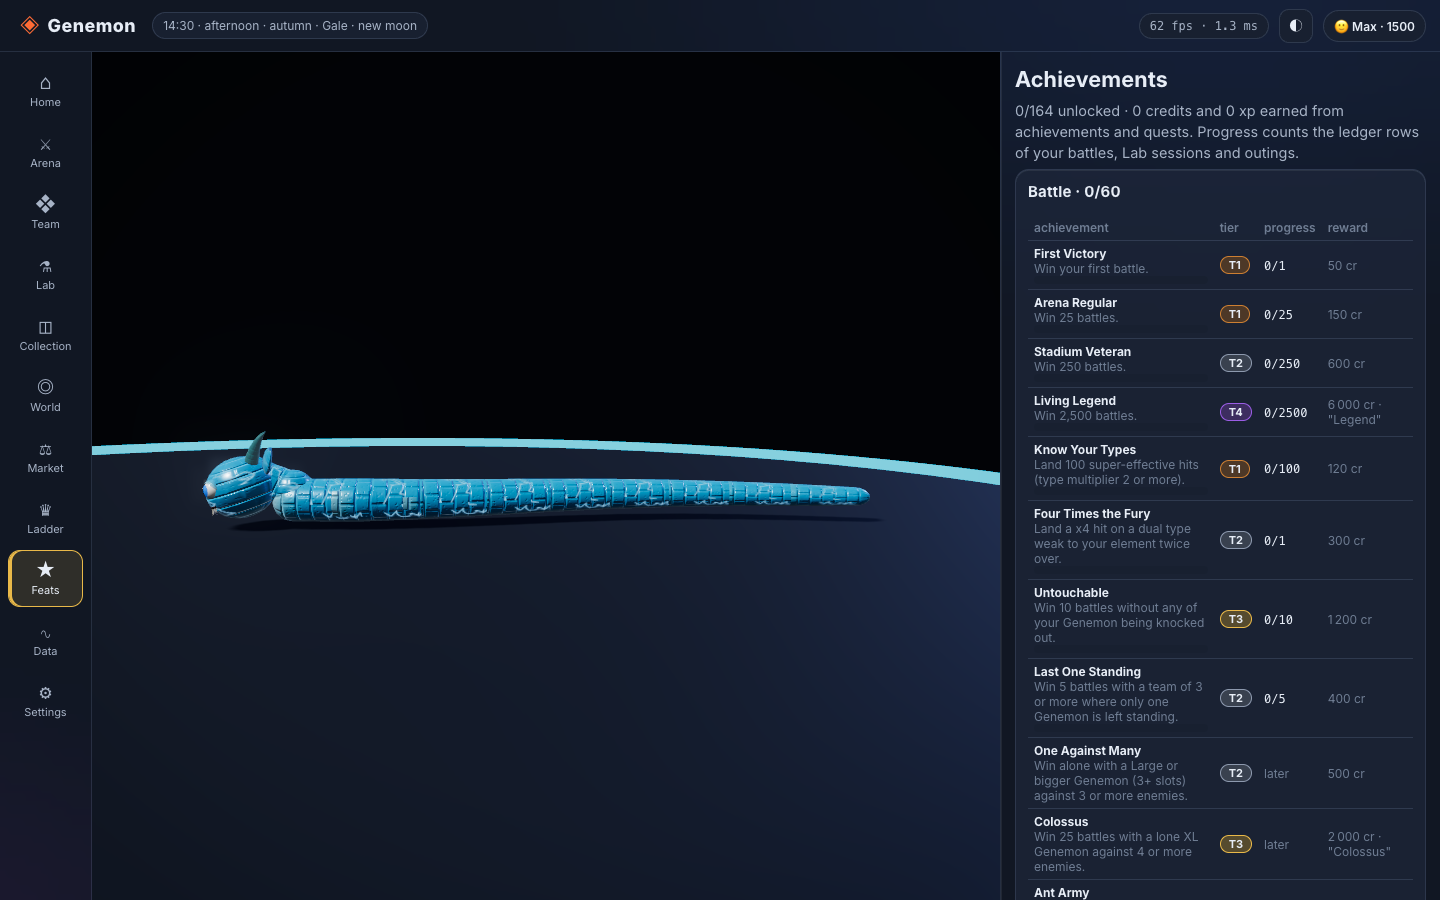 Genemon
14:30 · afternoon · autumn · Gale · new moon
62 fps · 1.3 ms
Max · 1500
Home
Arena
Team
Lab
Collection
World
Market
Ladder
Feats
Data
Settings
Achievements
0/164 unlocked · 0 credits and 0 xp earned from
achievements and quests. Progress counts the ledger rows
of your battles, Lab sessions and outings.
Battle · 0/60
achievement tier progress reward
First Victory
Win your first battle.
T1 0/1 50 cr
Arena Regular
Win 25 battles.
T1 0/25 150 cr
Stadium Veteran
Win 250 battles.
T2 0/250 600 cr
Living Legend
Win 2,500 battles.
T4 0/2500 6 000 cr ·
"Legend"
Know Your Types
Land 100 super-effective hits
(type multiplier 2 or more).
T1 0/100 120 cr
Four Times the Fury
Land a x4 hit on a dual type
weak to your element twice
over.
T2 0/1 300 cr
Untouchable
Win 10 battles without any of
your Genemon being knocked
out.
T3 0/10 1 200 cr
Last One Standing
Win 5 battles with a team of 3
or more where only one
Genemon is left standing.
T2 0/5 400 cr
One Against Many
Win alone with a Large or
bigger Genemon (3+ slots)
against 3 or more enemies.
T2 later 500 cr
Colossus
Win 25 battles with a lone XL
Genemon against 4 or more
enemies.
T3 later 2 000 cr ·
"Colossus"
Ant Army